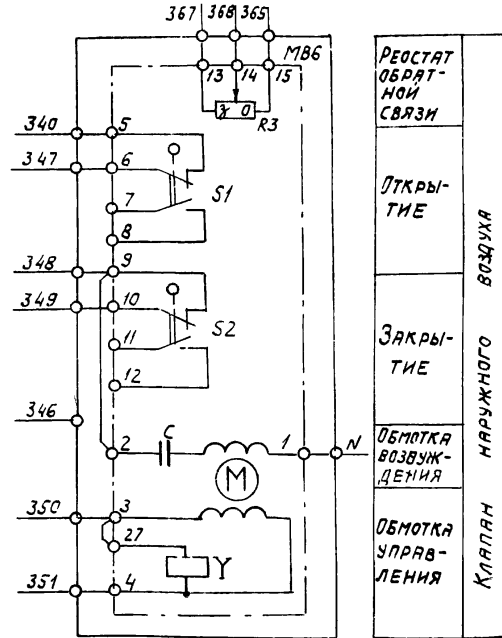 367 368 365
МВ6
13 14 15
R3
З О
340 5
347 6
S1
7
8
348 9
349 10
S2
11
12
346
2 C 1 N
M
350 3
27
Y
351 4
РЕОСТАТ
ОБРАТ-
НОЙ
СВЯЗИ
ОТКРЫ-
ТИЕ
ЗАКРЫ-
ТИЕ
ОБМОТКА
ВОЗБУЖ-
ДЕНИЯ
ОБМОТКА
УПРАВ-
ЛЕНИЯ
КЛАПАН НАРУЖНОГО ВОЗДУХА